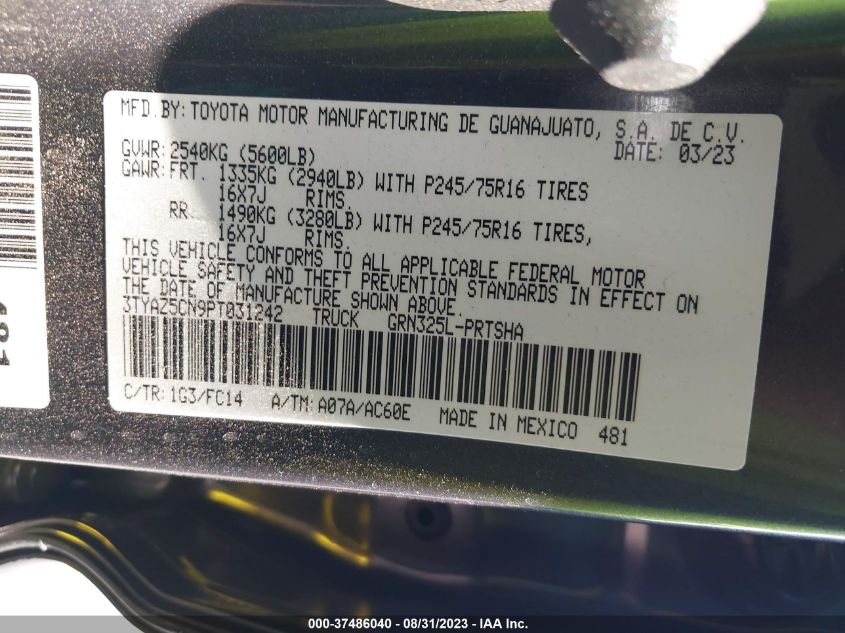 MFD.BY: TOYOTA MOTOR MANUFACTURING DE GUANAJUATO, S.A. DE C.V.
GVWR: 2540KG (5600LB) DATE: 03/23
GAWR: FRT. 1335KG (2940LB) WITH P245/75R16 TIRES
16X7J RIMS.
RR. 1490KG (3280LB) WITH P245/75R16 TIRES,
16X7J RIMS.
THIS VEHICLE CONFORMS TO ALL APPLICABLE FEDERAL MOTOR
VEHICLE SAFETY AND THEFT PREVENTION STANDARDS IN EFFECT ON
THE DATE OF MANUFACTURE SHOWN ABOVE.
3TYAZ5CN9PT031242 TRUCK GRN325L-PRTSHA
C/TR: 1G3/FC14 A/TM: A07A/AC60E MADE IN MEXICO 481
481
000-37486040 - 08/31/2023 - IAA Inc.